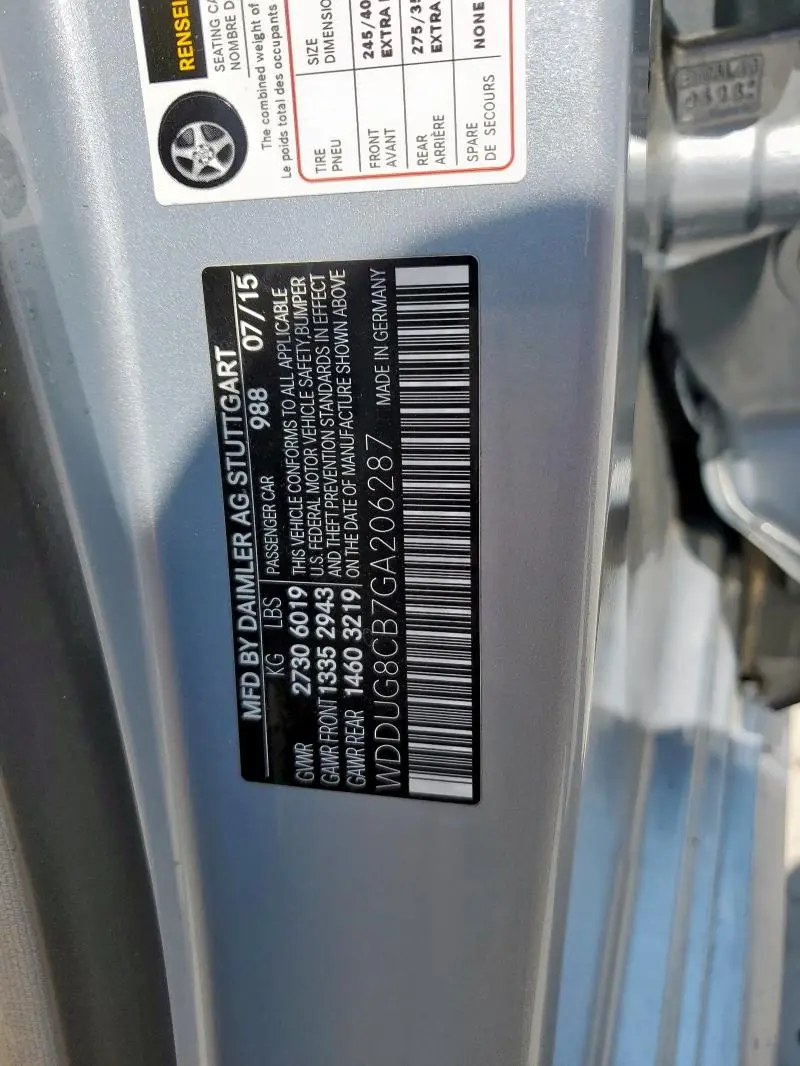 RENSEI
SEATING CA
NOMBRE D
The combined weight of
Le poids total des occupants
TIRE SIZE
PNEU DIMENSIO
FRONT 245/40
AVANT EXTRA
REAR 275/35
ARRIÈRE EXTRA
SPARE NONE
DE SECOURS
MFD BY DAIMLER AG STUTTGART
KG LBS PASSENGER CAR 988 07/15
GVWR 2730 6019 THIS VEHICLE CONFORMS TO ALL APPLICABLE
U.S. FEDERAL MOTOR VEHICLE SAFETY,BUMPER
GAWR FRONT 1335 2943 AND THEFT PREVENTION STANDARDS IN EFFECT
GAWR REAR 1460 3219 ON THE DATE OF MANUFACTURE SHOWN ABOVE
WDDUG8CB7GA206287 MADE IN GERMANY